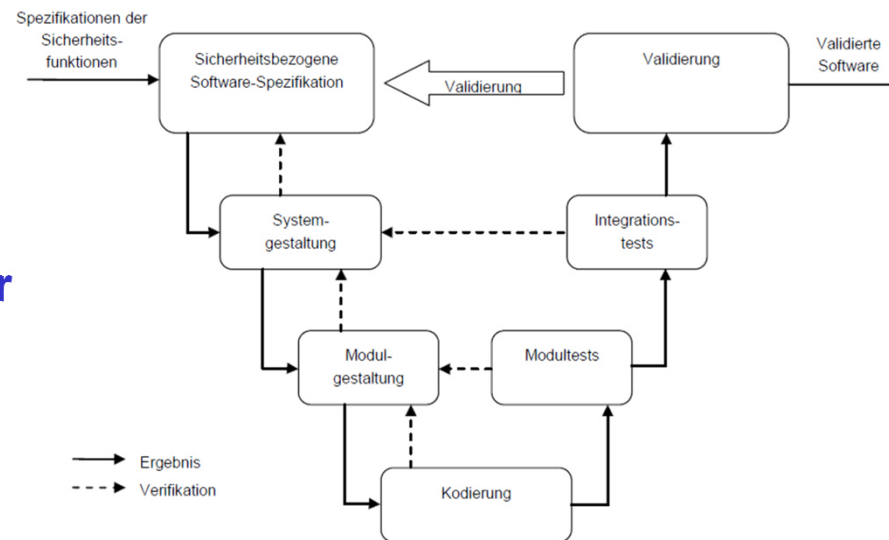 Spezifikationen der
Sicherheits-
funktionen
Sicherheitsbezogene
Software-Spezifikation
Validierung
Validierung
Validierte
Software
System-
gestaltung
Integrations-
tests
r
Modul-
gestaltung
Modultests
Ergebnis
Verifikation
Kodierung